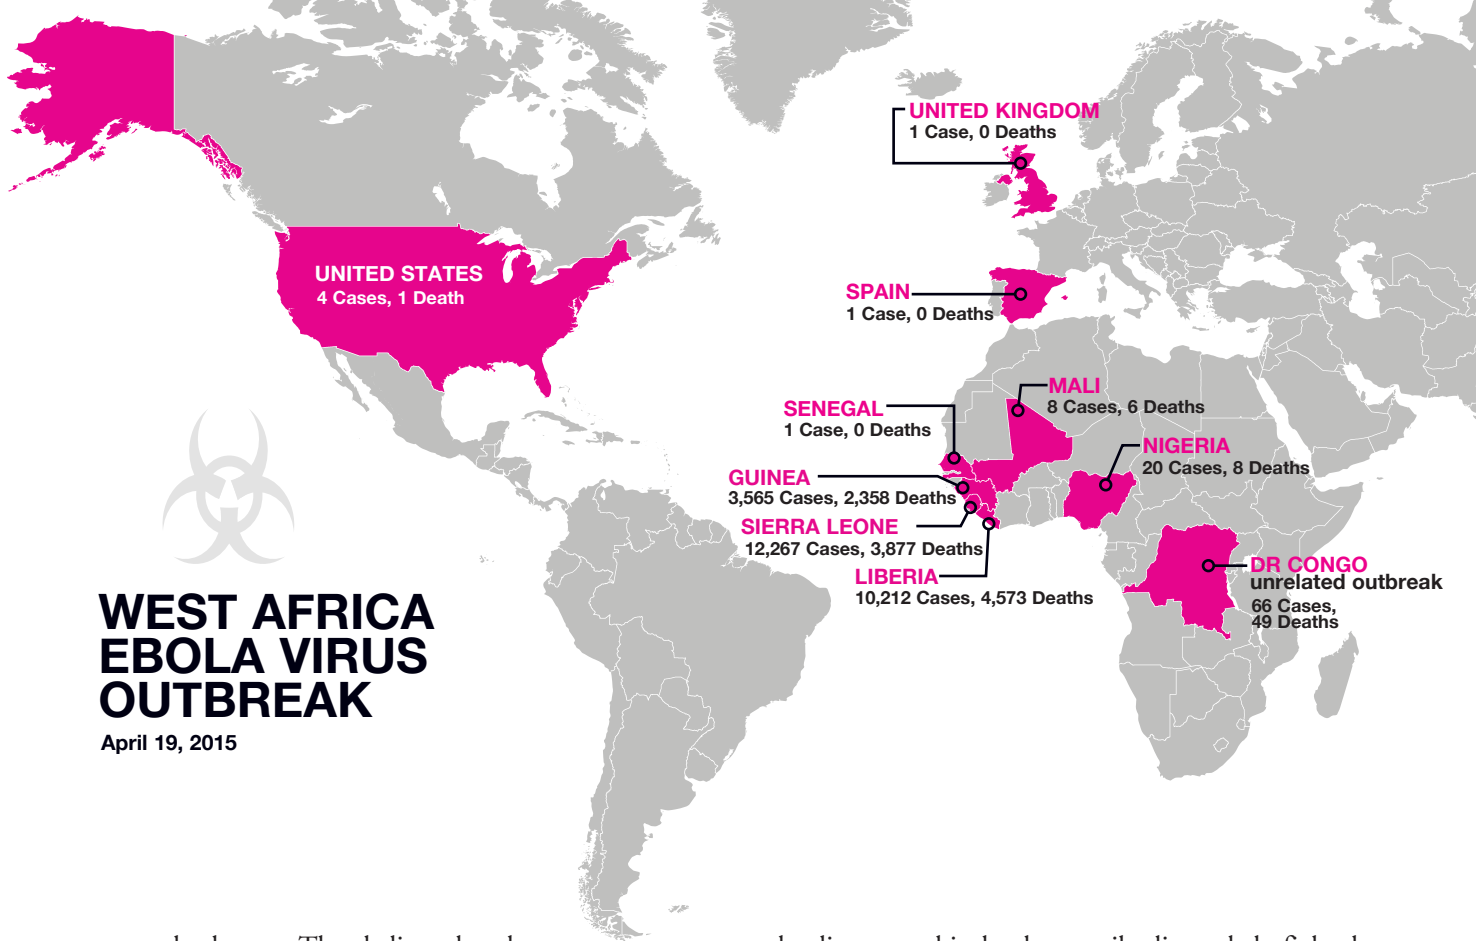 UNITED KINGDOM
1 Case, 0 Deaths
UNITED STATES
4 Cases, 1 Death
SPAIN
1 Case, 0 Deaths
MALI
8 Cases, 6 Deaths
SENEGAL
1 Case, 0 Deaths
NIGERIA
20 Cases, 8 Deaths
GUINEA
3,565 Cases, 2,358 Deaths
SIERRA LEONE
12,267 Cases, 3,877 Deaths
LIBERIA
10,212 Cases, 4,573 Deaths
DR CONGO
unrelated outbreak
66 Cases,
49 Deaths
WEST AFRICA
EBOLA VIRUS
OUTBREAK
April 19, 2015